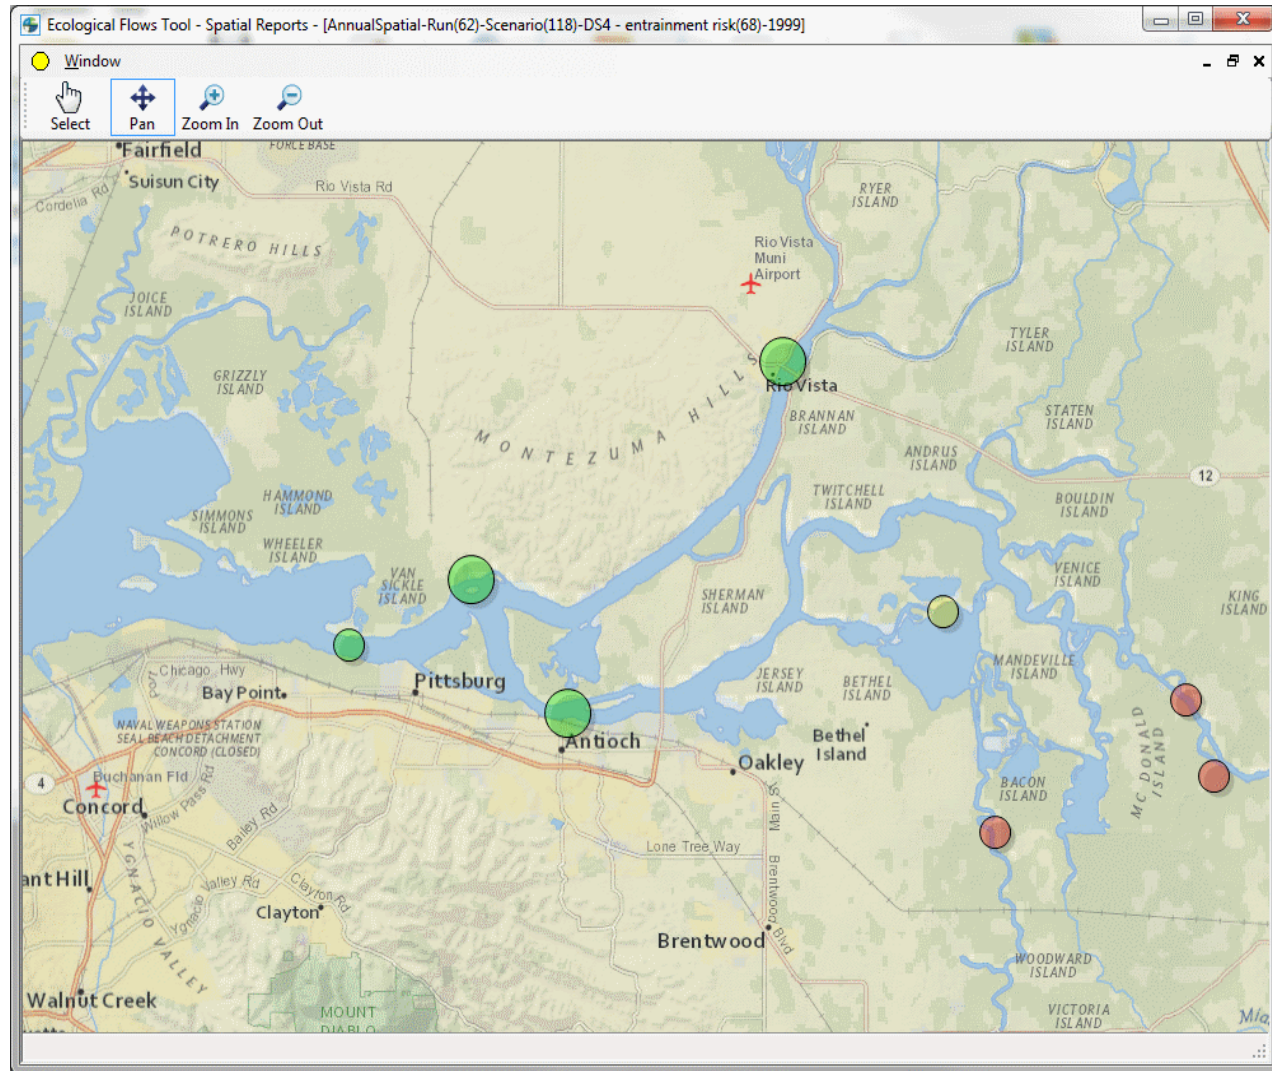 Ecological Flows Tool - Spatial Reports - [AnnualSpatial-Run(62)-Scenario(118)-DS4 - entrainment risk(68)-1999]
Window
Select
Pan
Zoom In
Zoom Out
Fairfield
FORCE BASE
Suisun City
Rio Vista Rd
Cordelia Rd
RYER
ISLAND
POTRERO HILLS
Rio Vista
Muni
Airport
JOICE
ISLAND
TYLER
ISLAND
GRIZZLY
ISLAND
Rio Vista
MONTEZUMA HILLS
BRANNAN
ISLAND
STATEN
ISLAND
ANDRUS
ISLAND
12
TWITCHELL
ISLAND
BOULDIN
ISLAND
HAMMOND
ISLAND
SIMMONS
ISLAND
WHEELER
ISLAND
VAN
SICKLE
ISLAND
VENICE
ISLAND
SHERMAN
ISLAND
KING
ISLAND
Chicago Hwy
Bay Point
Pittsburg
JERSEY
ISLAND
BETHEL
ISLAND
MANDEVILLE
ISLAND
NAVAL WEAPONS STATION
SEAL BEACH DETACHMENT
CONCORD (CLOSED)
Antioch
Bethel
Island
MC DONALD
ISLAND
Oakley
4
Buchanan Fld
BACON
ISLAND
Concord
Willow Pass Rd
Bailey Rd
Main S
Lone Tree Way
ant Hill
YGNACIO VALLEY
Ygnacio Valley Rd
Clayton Rd
Clayton
Brentwood Blvd
Brentwood
WOODWARD
ISLAND
Walnut Creek
MOUNT
DIABLO
VICTORIA
ISLAND